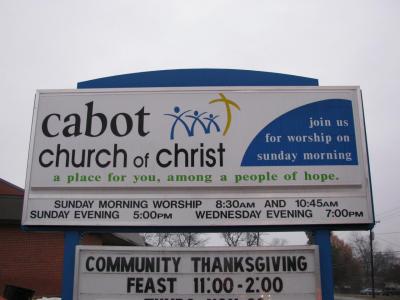 cabot
church of christ
join us
for worship on
sunday morning
a place for you, among a people of hope.
SUNDAY MORNING WORSHIP 8:30AM AND 10:45AM
SUNDAY EVENING 5:00PM WEDNESDAY EVENING 7:00PM
COMMUNITY THANKSGIVING
FEAST 11:00-2:00